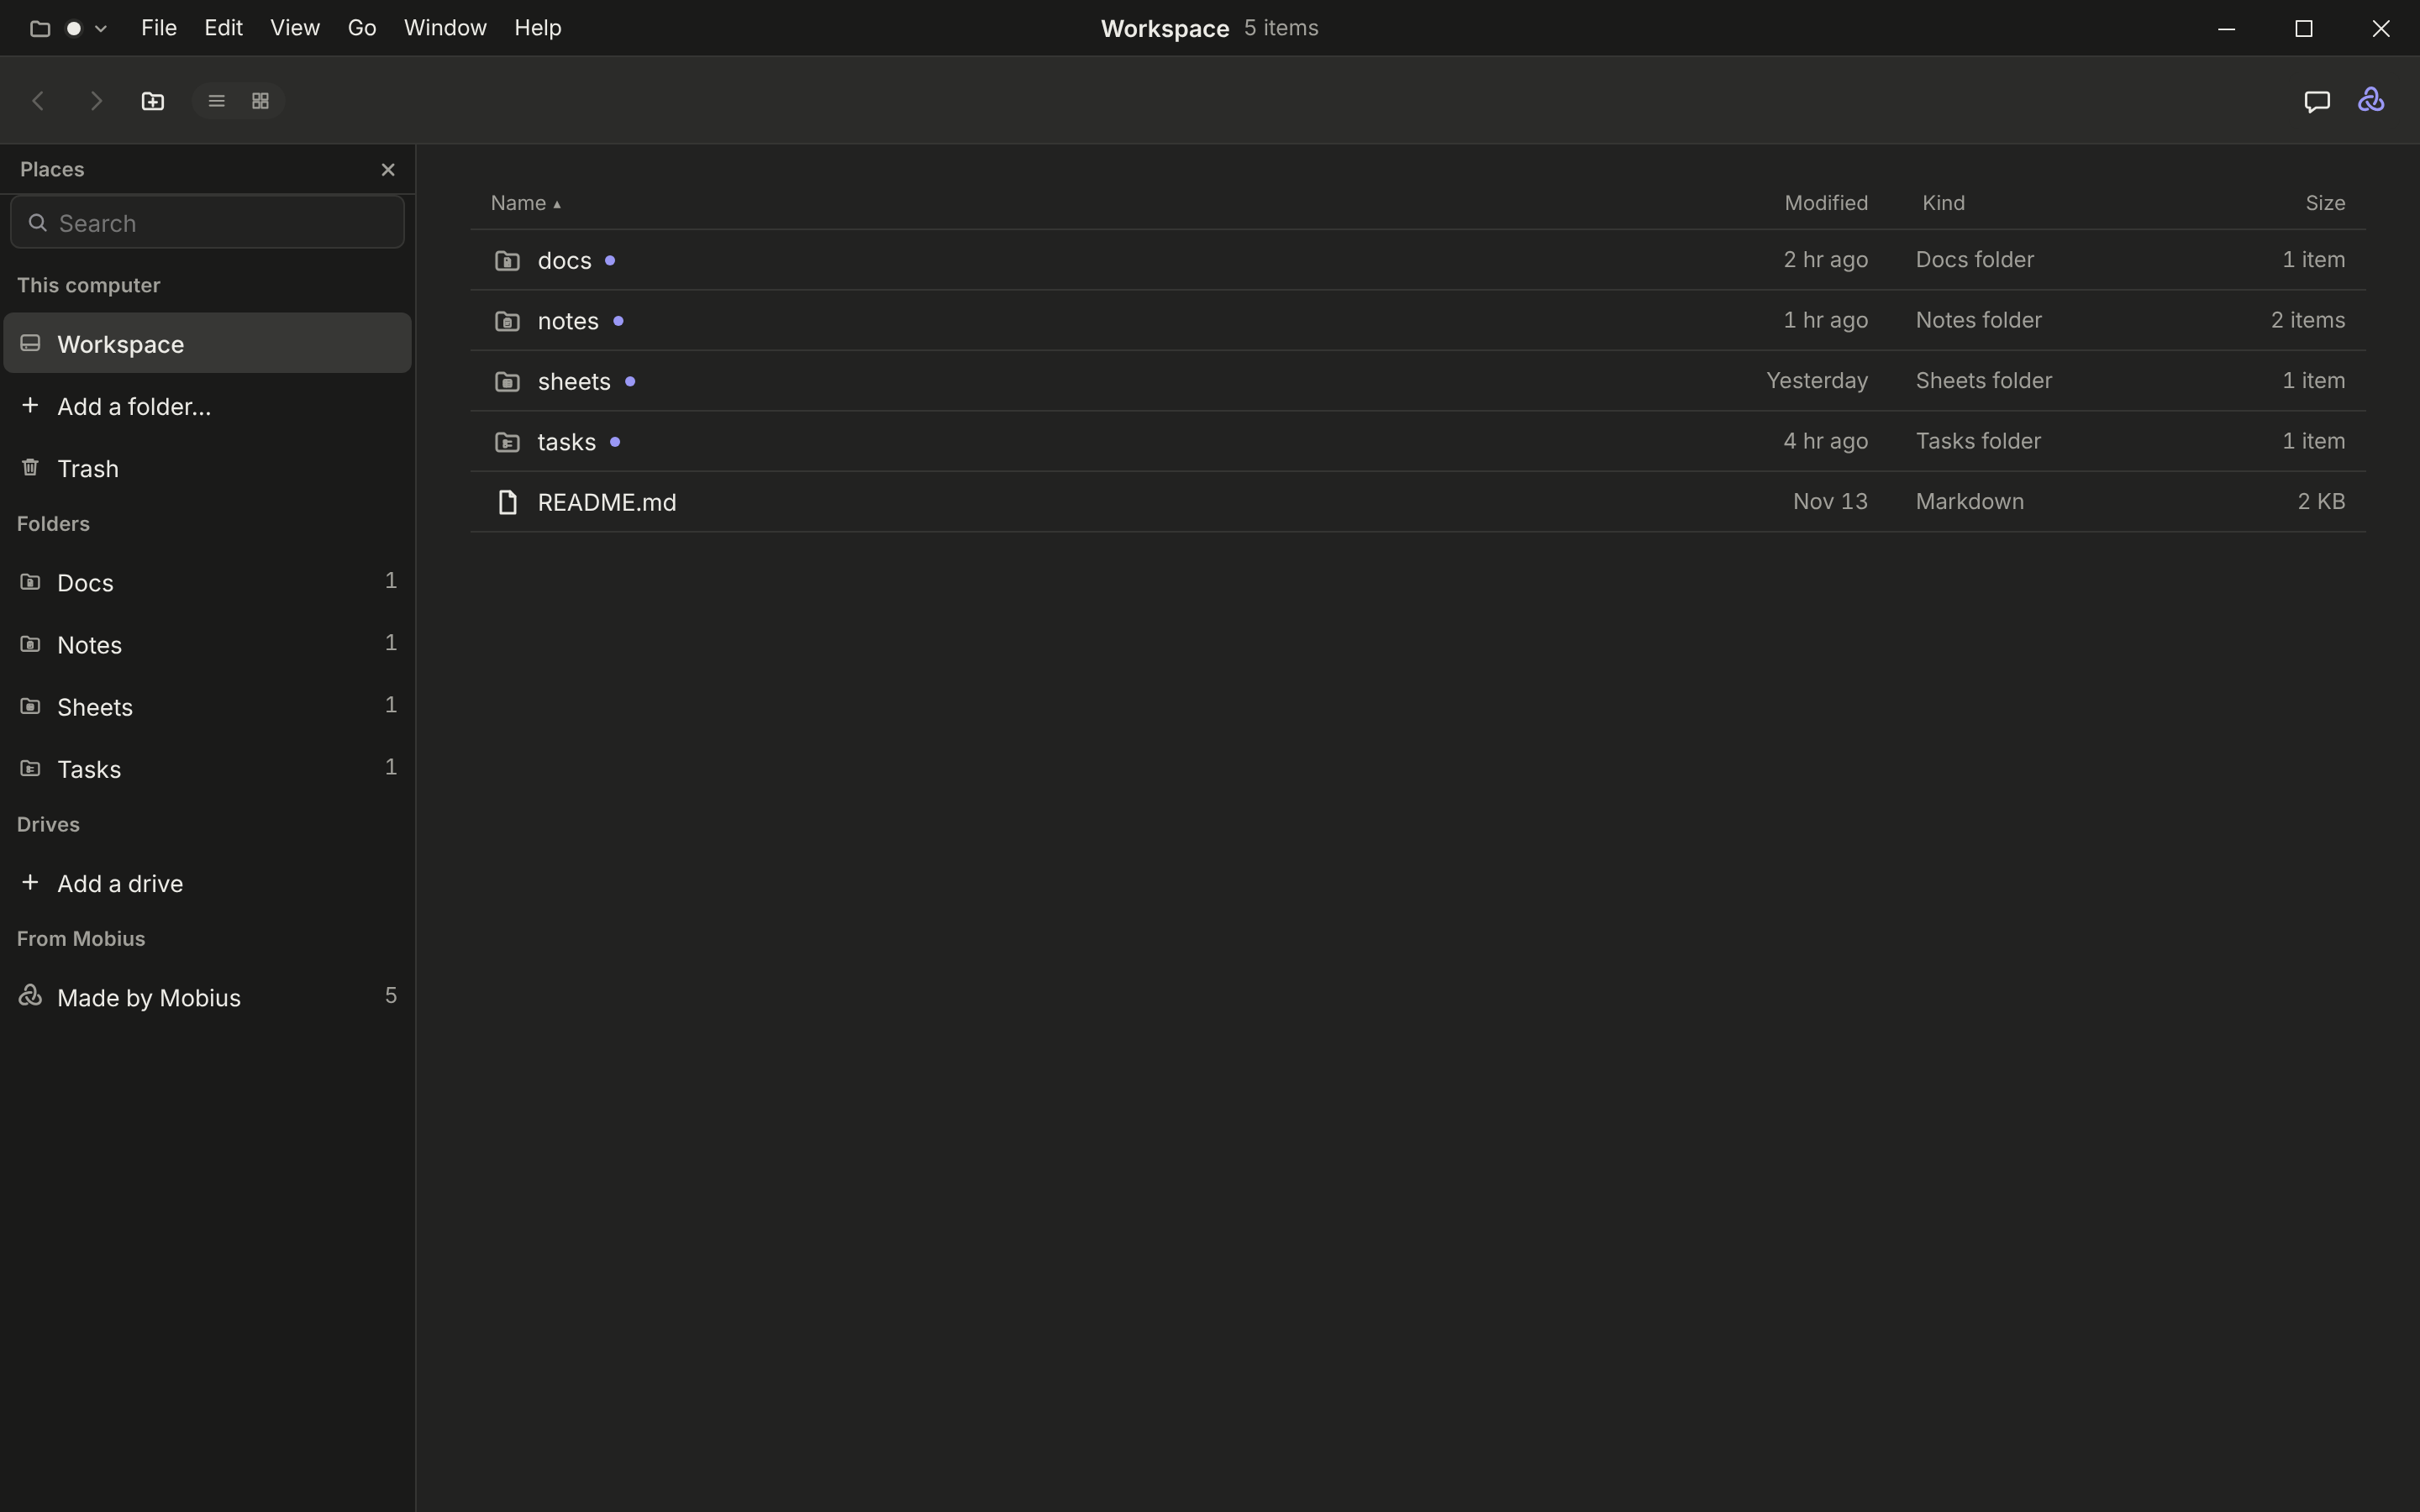 File Edit View Go Window Help
Workspace 5 items
Places
Search
This computer
Workspace
Add a folder...
Trash
Folders
Docs 1
Notes 1
Sheets 1
Tasks 1
Drives
Add a drive
From Mobius
Made by Mobius 5
Name Modified Kind Size
docs 2 hr ago Docs folder 1 item
notes 1 hr ago Notes folder 2 items
sheets Yesterday Sheets folder 1 item
tasks 4 hr ago Tasks folder 1 item
README.md Nov 13 Markdown 2 KB